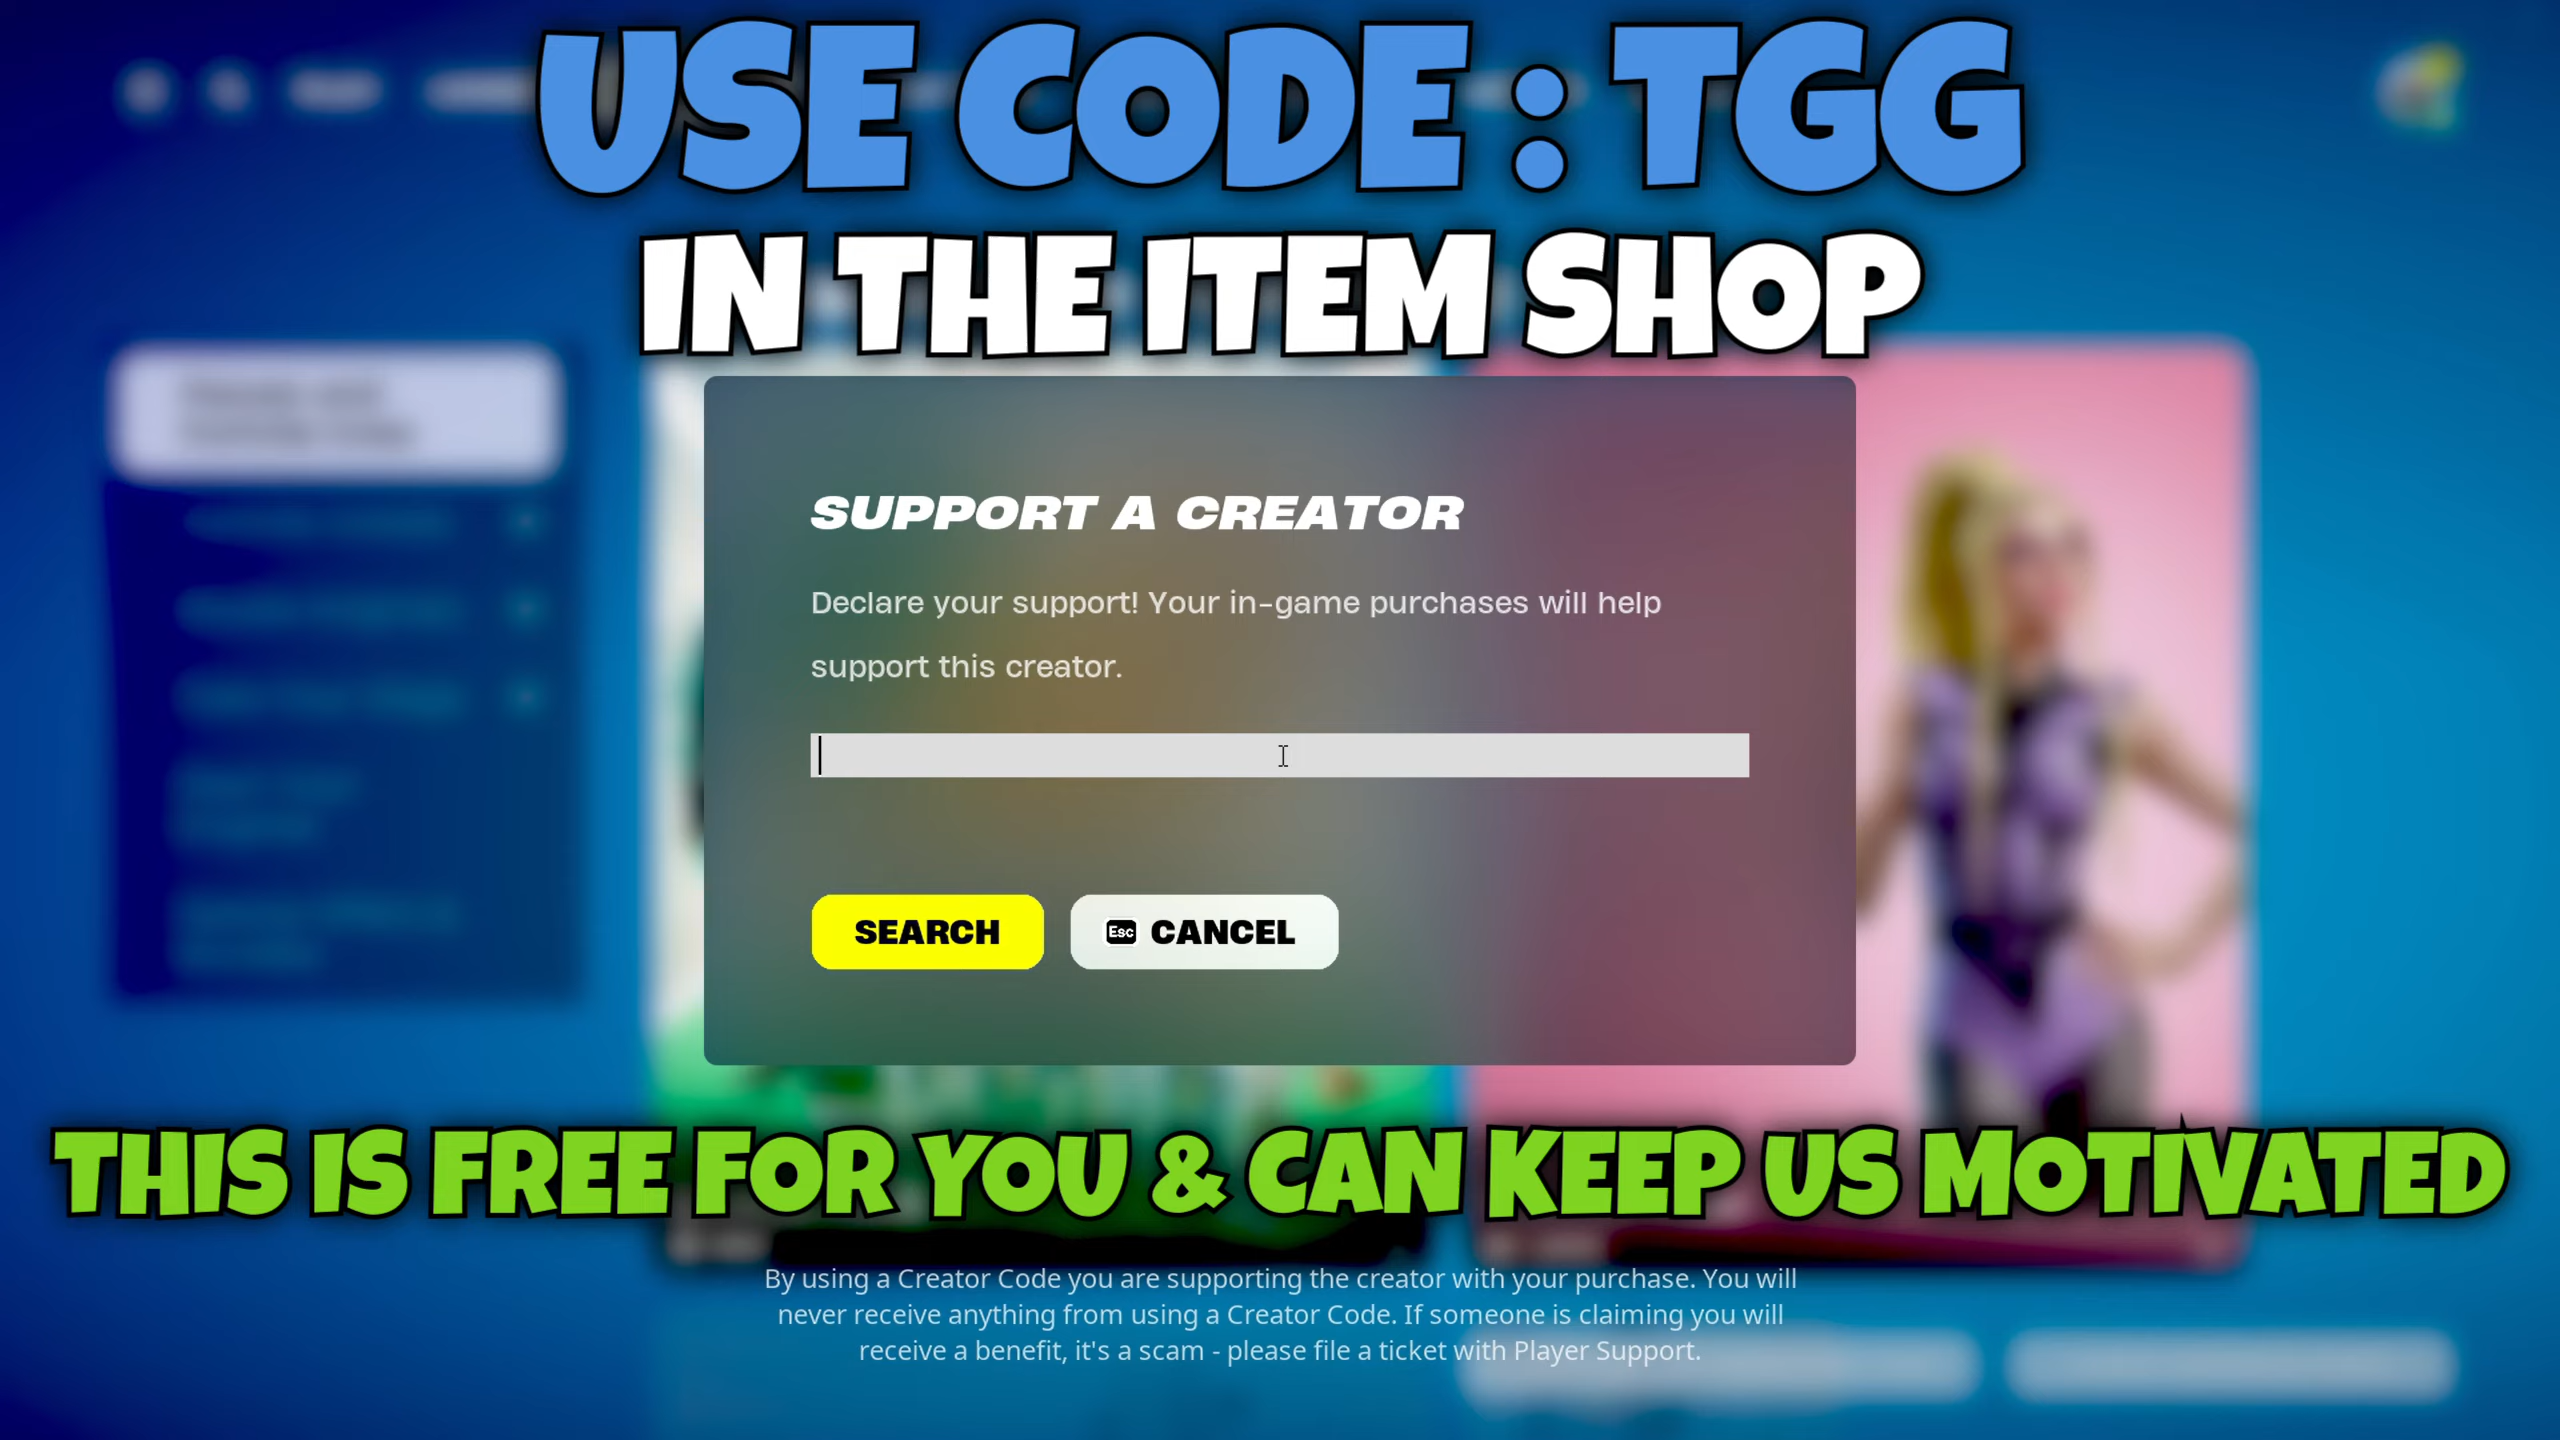 USE CODE : TGG
IN THE ITEM SHOP
SUPPORT A CREATOR
Declare your support! Your in-game purchases will help
support this creator.
SEARCH
Esc CANCEL
THIS IS FREE FOR YOU & CAN KEEP US MOTIVATED
By using a Creator Code you are supporting the creator with your purchase. You will
never receive anything from using a Creator Code. If someone is claiming you will
receive a benefit, it's a scam - please file a ticket with Player Support.